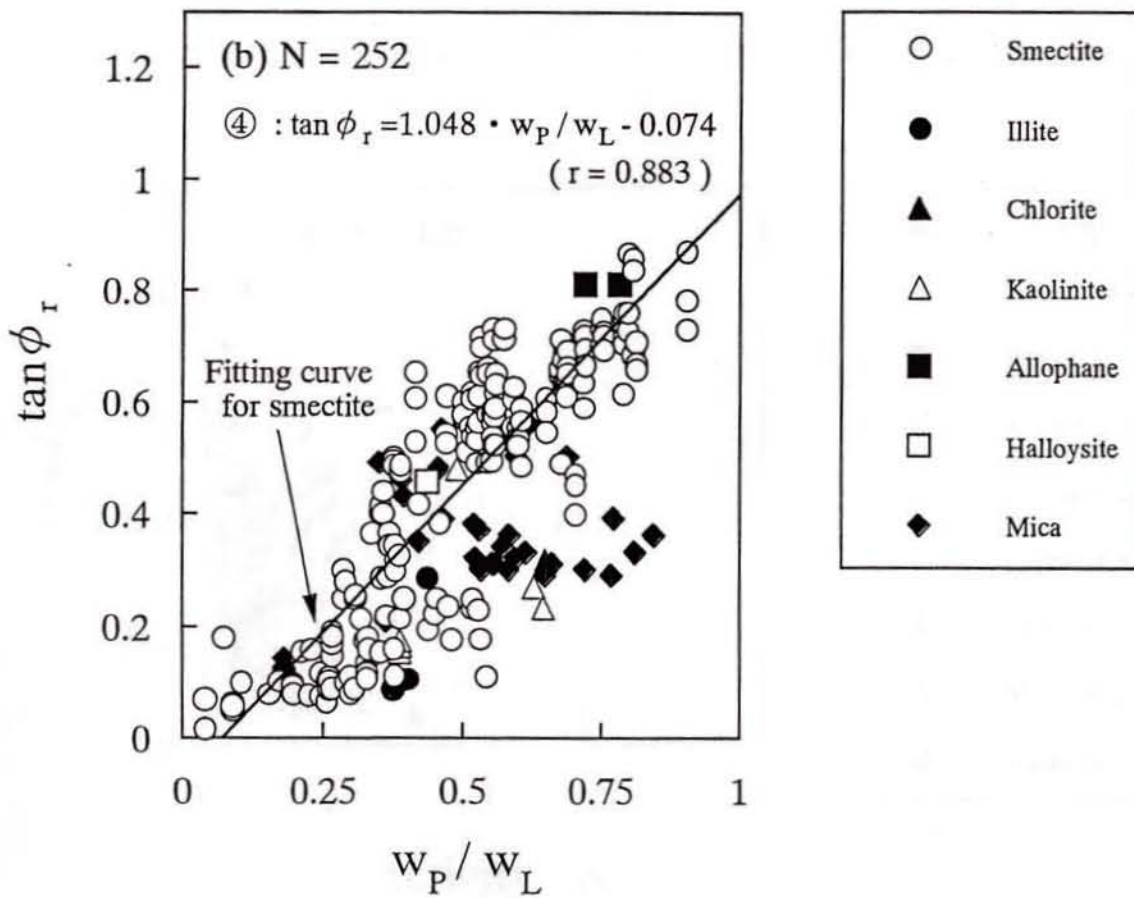 (b) N = 252
④ : tan ϕ r =1.048 · wP / wL - 0.074
( r = 0.883 )
1.2
1
0.8
0.6
0.4
0.2
0
tan ϕ r
Fitting curve
for smectite
0 0.25 0.5 0.75 1
wP / wL
Smectite
Illite
Chlorite
Kaolinite
Allophane
Halloysite
Mica